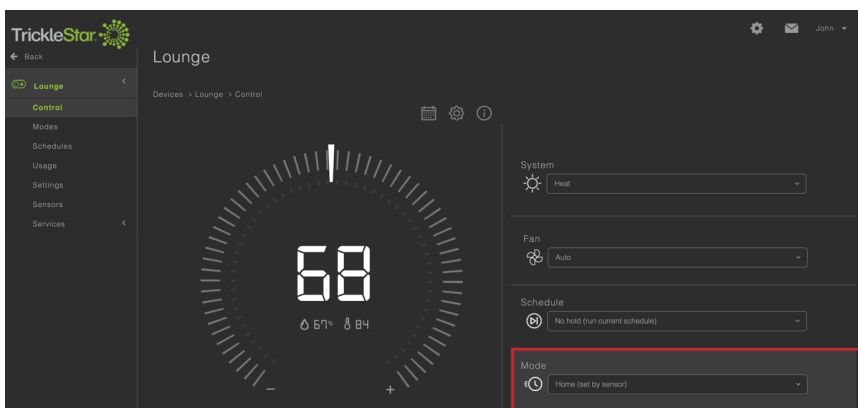 TrickleStar
John
Back
Lounge
Lounge
Control
Modes
Schedules
Usage
Settings
Sensors
Services
Devices > Lounge > Control
68
67%
84
- +
System
Heat
Fan
Auto
Schedule
No hold (run current schedule)
Mode
Home (set by sensor)